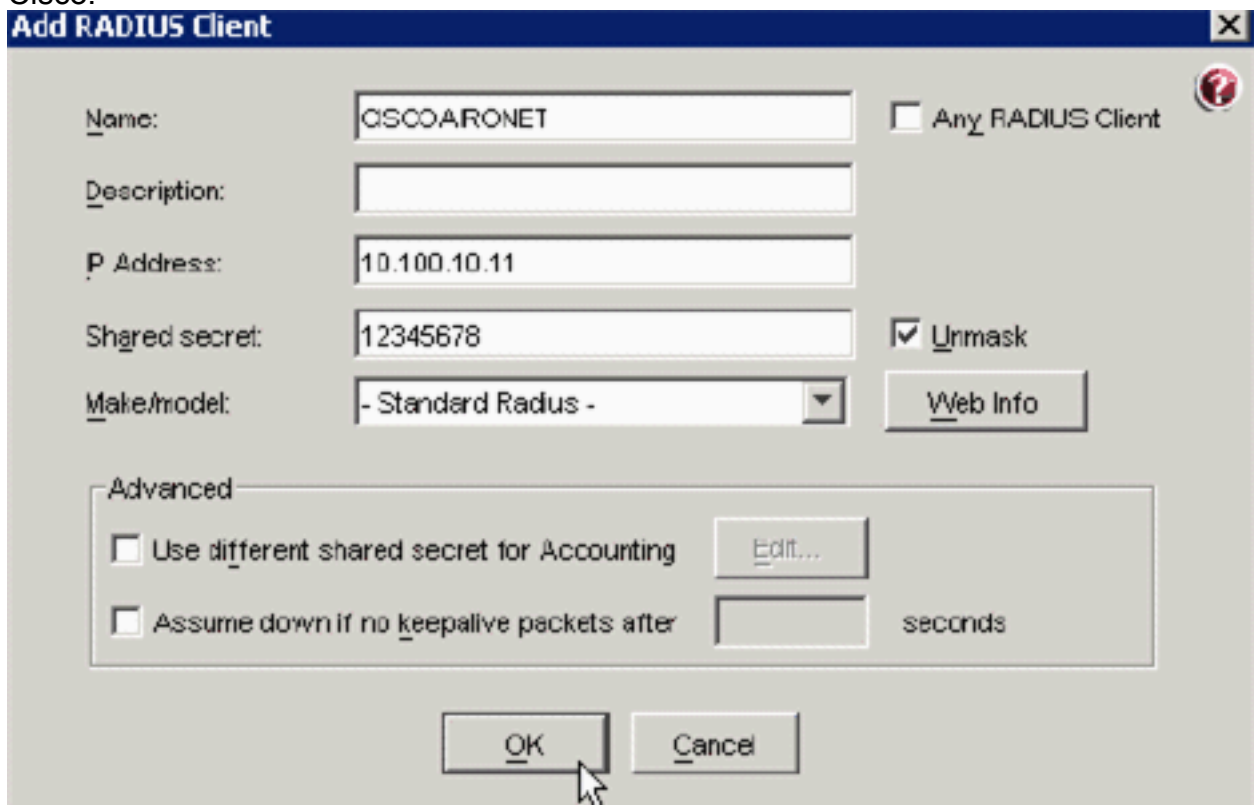 Cisco.
Add RADIUS Client
Name: CISCOAIRONET Any RADIUS Client
Description:
IP Address: 10.100.10.11
Shared secret: 12345678 Unmask
Make/model: - Standard Radius - Web Info
Advanced
Use different shared secret for Accounting Edit...
Assume down if no keepalive packets after seconds
OK Cancel